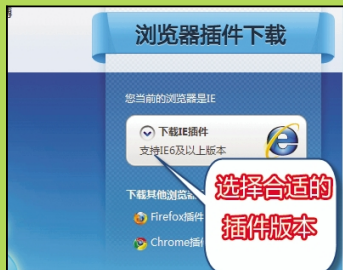 浏览器插件下载
您当前的浏览器是IE
下载IE插件
支持IE6及以上版本
下载其他浏览
Firefox插件
Chrome插
选择合适的
插件版本